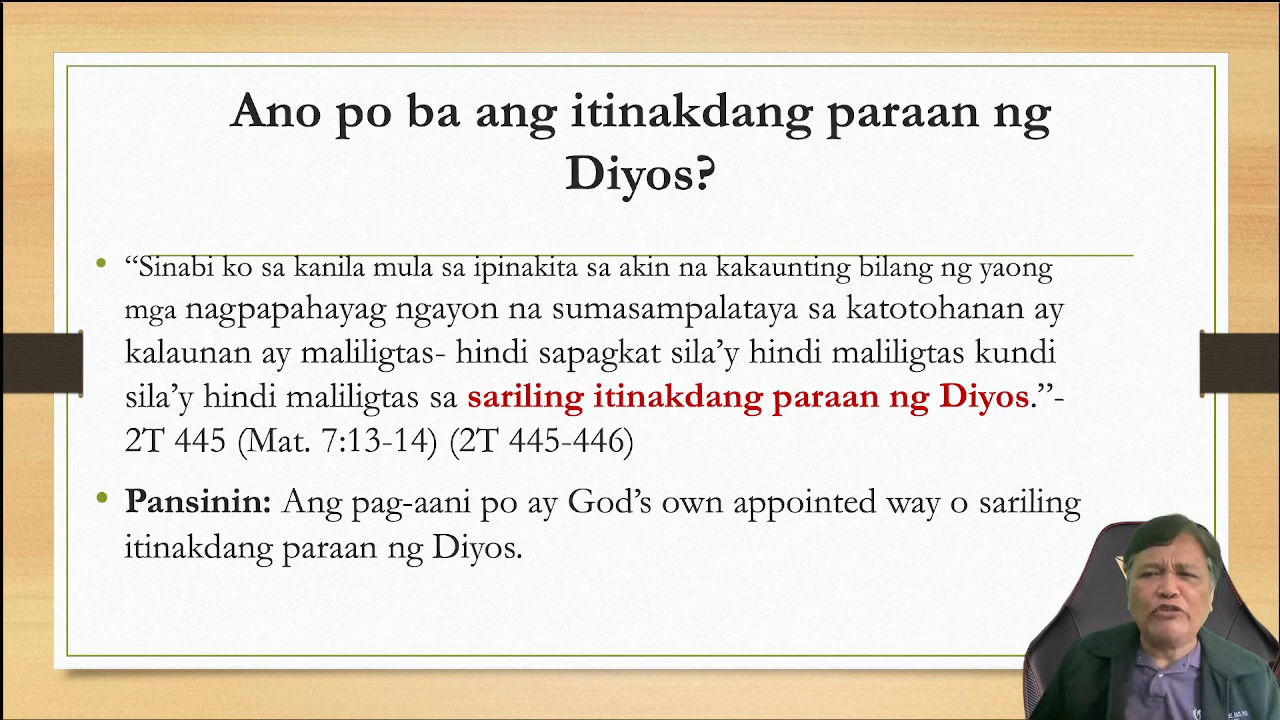 Ano po ba ang itinakdang paraan ng
Diyos?
• “Sinabi ko sa kanila mula sa ipinakita sa akin na kakaunting bilang ng yaong
mga nagpapahayag ngayon na sumasampalataya sa katotohanan ay
kalaunan ay maliligtas- hindi sapagkat sila’y hindi maliligtas kundi
sila’y hindi maliligtas sa sariling itinakdang paraan ng Diyos.”-
2T 445 (Mat. 7:13-14) (2T 445-446)
• Pansinin: Ang pag-aani po ay God’s own appointed way o sariling
itinakdang paraan ng Diyos.